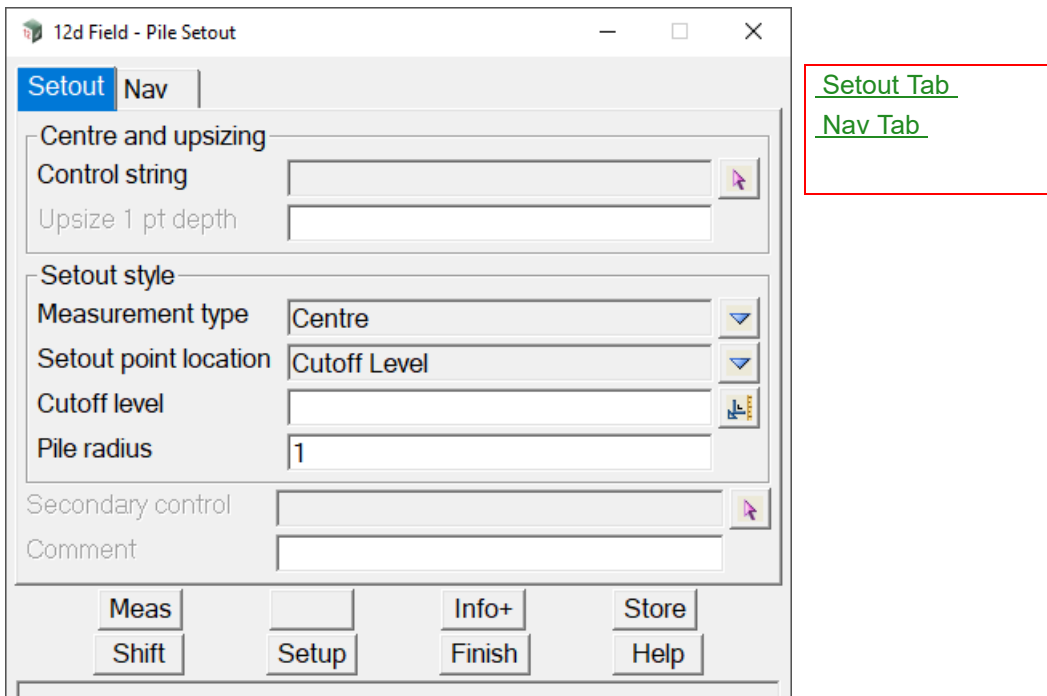 12d Field - Pile Setout
Setout Nav
Centre and upsizing
Control string
Upsize 1 pt depth
Setout style
Measurement type Centre
Setout point location Cutoff Level
Cutoff level
Pile radius 1
Secondary control
Comment
Meas Info+ Store
Shift Setup Finish Help
Setout Tab
Nav Tab